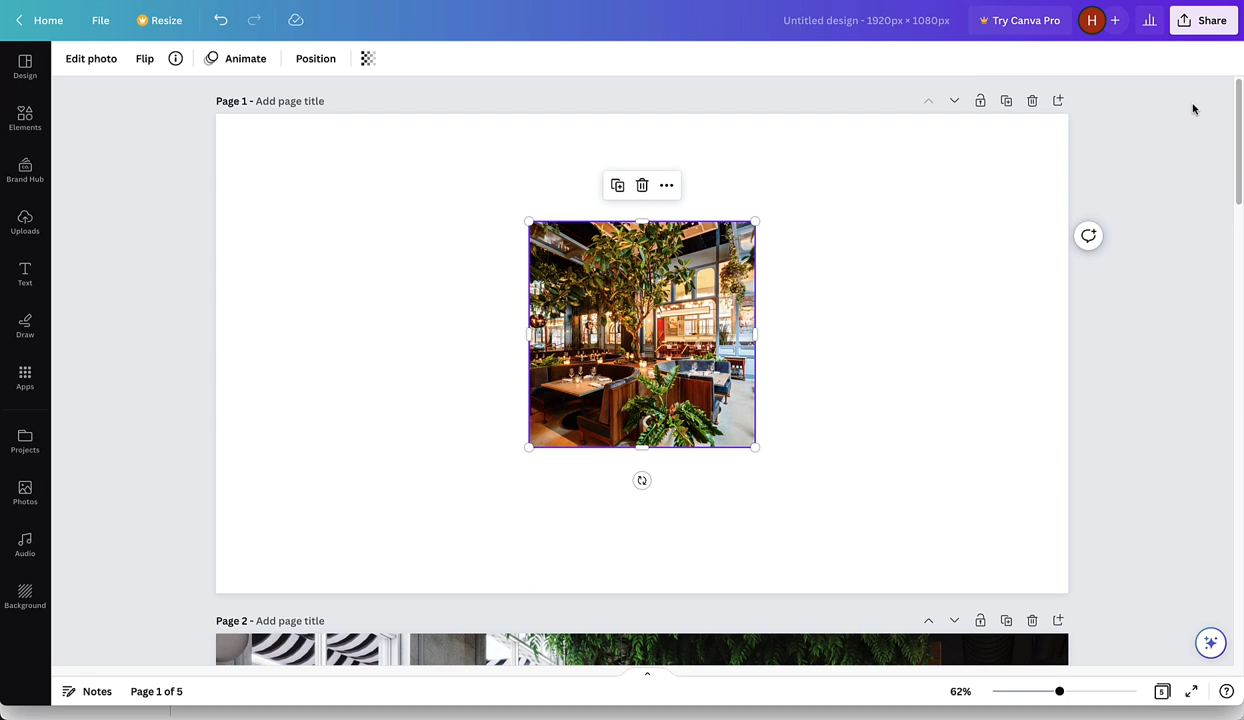 Home File Resize Untitled design - 1920px × 1080px Try Canva Pro H + Share
Edit photo Flip Animate Position
Design
Elements
Brand Hub
Uploads
Text
Draw
Apps
Projects
Photos
Audio
Background
Page 1 - Add page title
Page 2 - Add page title
Notes Page 1 of 5 62% 5